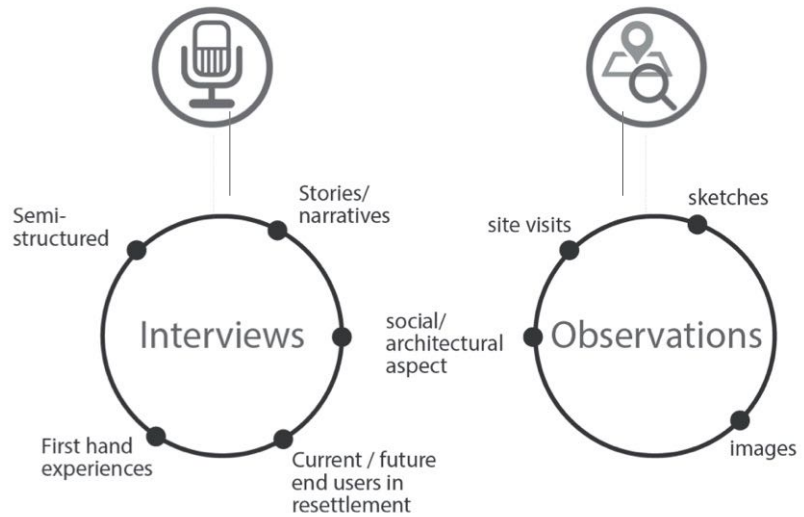 Semi-
structured
Stories/
narratives
Interviews
social/
architectural
aspect
First hand
experiences
Current / future
end users in
resettlement
site visits
sketches
Observations
images